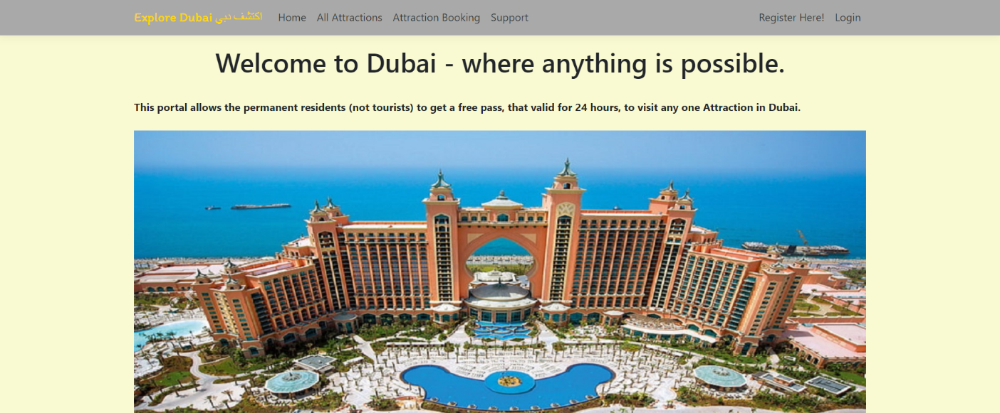 Explore Dubai اكتشف دبي Home All Attractions Attraction Booking Support Register Here! Login
Welcome to Dubai - where anything is possible.
This portal allows the permanent residents (not tourists) to get a free pass, that valid for 24 hours, to visit any one Attraction in Dubai.